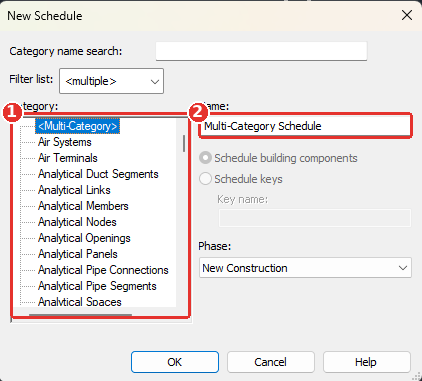 New Schedule
Category name search:
Filter list: <multiple>
1
tegory:
<Multi-Category>
Air Systems
Air Terminals
Analytical Duct Segments
Analytical Links
Analytical Members
Analytical Nodes
Analytical Openings
Analytical Panels
Analytical Pipe Connections
Analytical Pipe Segments
Analytical Spaces
2
ame:
Multi-Category Schedule
Schedule building components
Schedule keys
Key name:
Phase:
New Construction
OK Cancel Help